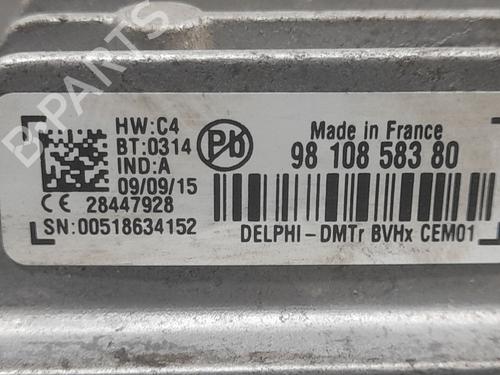 B-PARTS
HW:C4
BT:0314
IND:A
09/09/15
CE 28447928
SN:00518634152
Pb
Made in France
98 108 583 80
DELPHI-DMTr BVHx CEM01